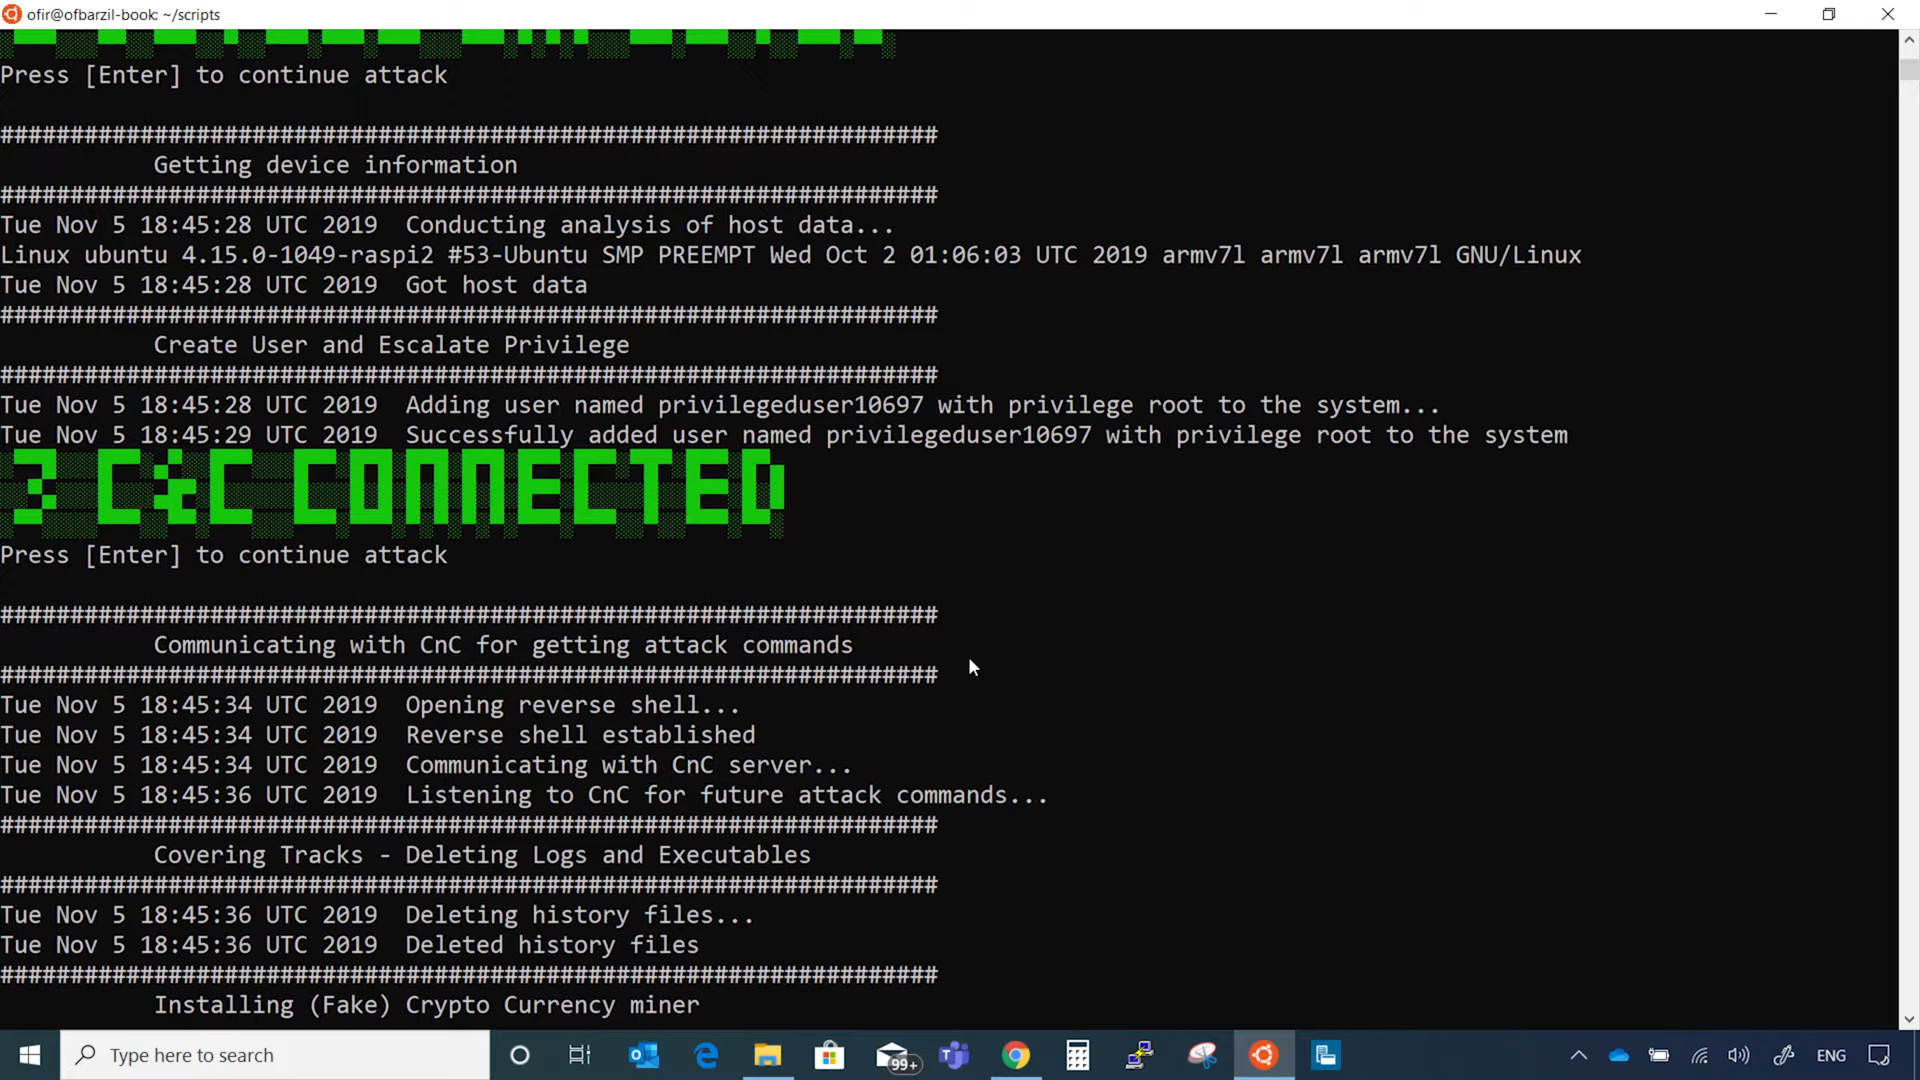 ofir@ofbarzil-book: ~/scripts
Press [Enter] to continue attack
###################################################################
Getting device information
###################################################################
Tue Nov 5 18:45:28 UTC 2019 Conducting analysis of host data...
Linux ubuntu 4.15.0-1049-raspi2 #53-Ubuntu SMP PREEMPT Wed Oct 2 01:06:03 UTC 2019 armv7l armv7l armv7l GNU/Linux
Tue Nov 5 18:45:28 UTC 2019 Got host data
###################################################################
Create User and Escalate Privilege
###################################################################
Tue Nov 5 18:45:28 UTC 2019 Adding user named privilegeduser10697 with privilege root to the system...
Tue Nov 5 18:45:29 UTC 2019 Successfully added user named privilegeduser10697 with privilege root to the system
3 C&C CONNECTED
Press [Enter] to continue attack
###################################################################
Communicating with CnC for getting attack commands
###################################################################
Tue Nov 5 18:45:34 UTC 2019 Opening reverse shell...
Tue Nov 5 18:45:34 UTC 2019 Reverse shell established
Tue Nov 5 18:45:34 UTC 2019 Communicating with CnC server...
Tue Nov 5 18:45:36 UTC 2019 Listening to CnC for future attack commands...
###################################################################
Covering Tracks - Deleting Logs and Executables
###################################################################
Tue Nov 5 18:45:36 UTC 2019 Deleting history files...
Tue Nov 5 18:45:36 UTC 2019 Deleted history files
###################################################################
Installing (Fake) Crypto Currency miner
Type here to search
99+
ENG